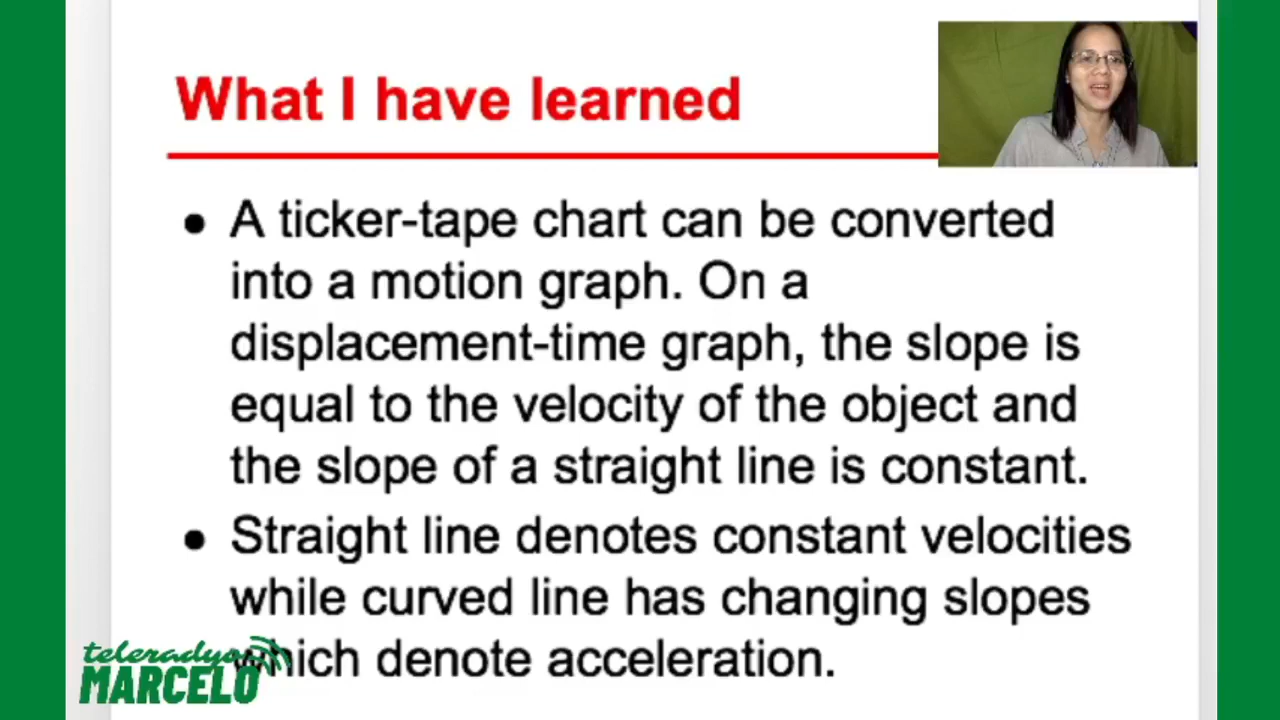 What I have learned
• A ticker-tape chart can be converted
into a motion graph. On a
displacement-time graph, the slope is
equal to the velocity of the object and
the slope of a straight line is constant.
• Straight line denotes constant velocities
while curved line has changing slopes
which denote acceleration.
teleradyo
MARCELO